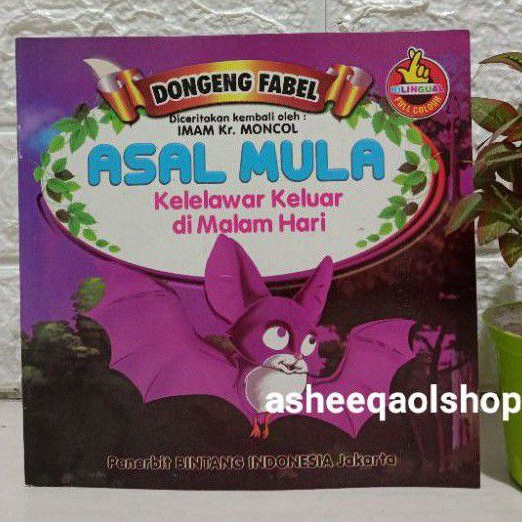 DONGENG FABEL
BILINGUAL
FULL COLOUR
Diceritakan kembali oleh :
IMAM Kr. MONCOL
ASAL MULA
Kelelawar Keluar
di Malam Hari
asheeqaolshop
Penerbit BINTANG INDONESIA Jakarta